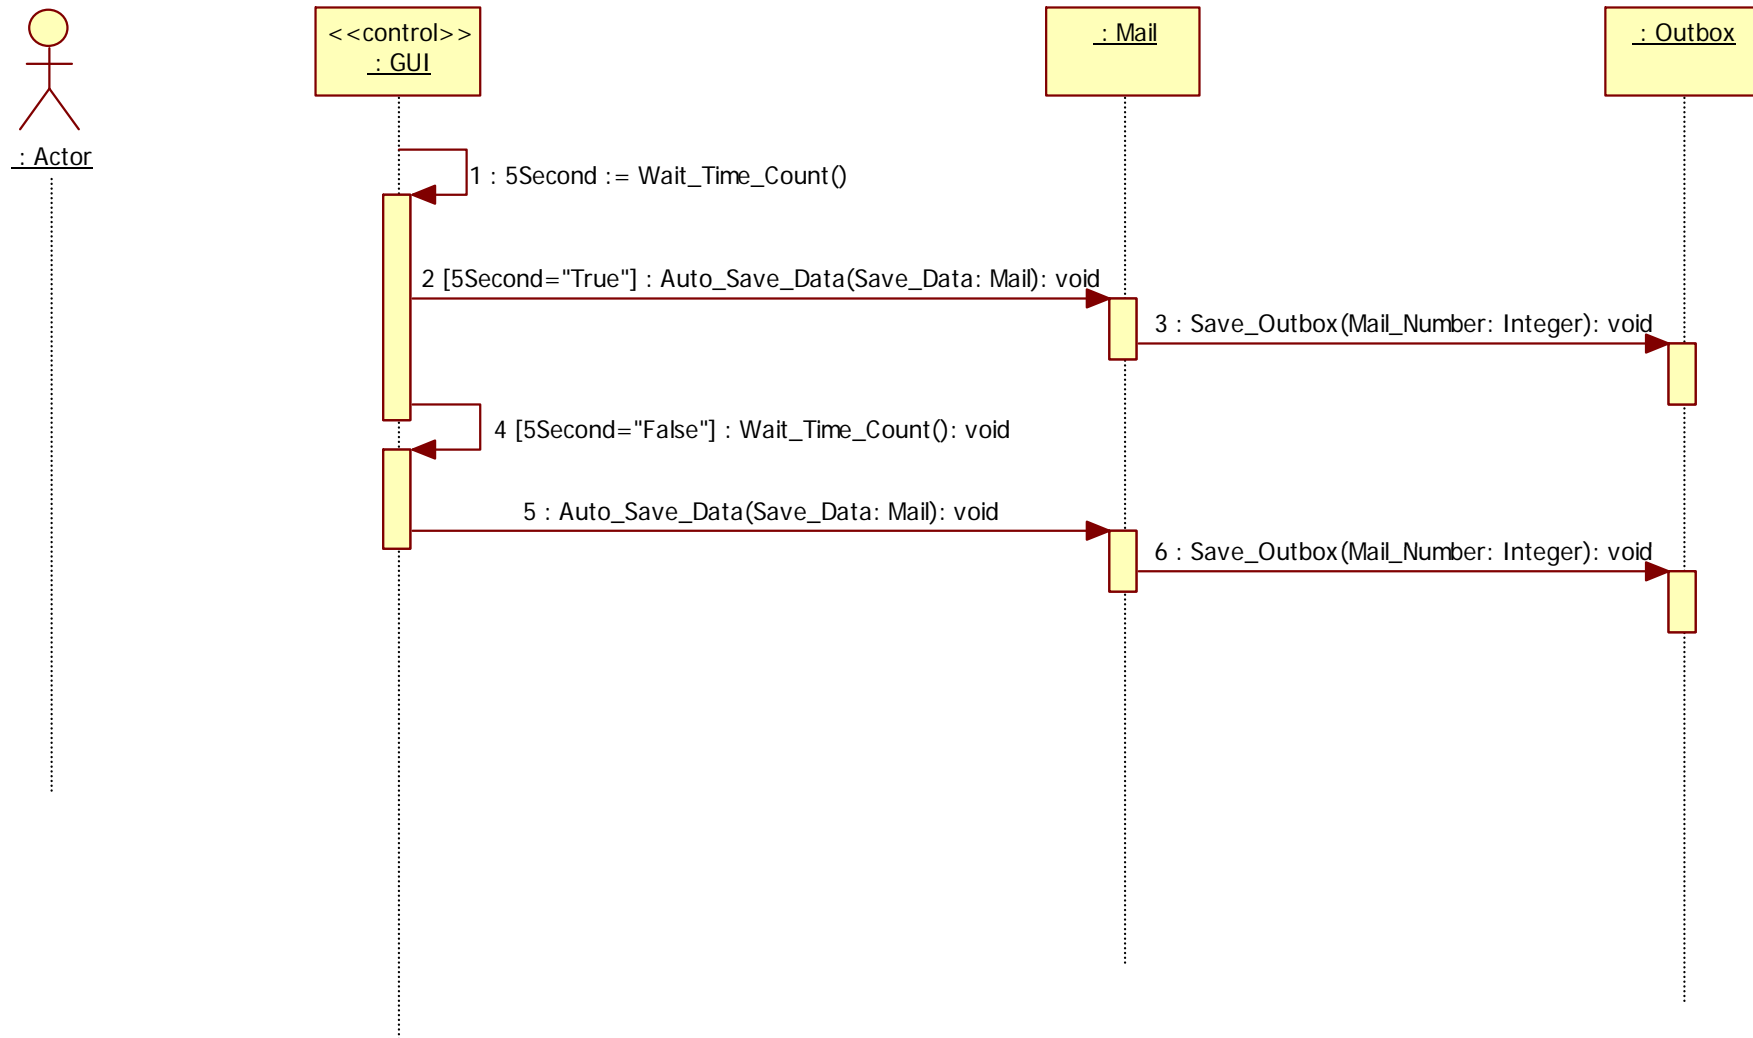 <<control>>
: GUI
: Mail
: Outbox
: Actor
1 : 5Second := Wait_Time_Count()
2 [5Second="True"] : Auto_Save_Data(Save_Data: Mail): void
3 : Save_Outbox(Mail_Number: Integer): void
4 [5Second="False"] : Wait_Time_Count(): void
5 : Auto_Save_Data(Save_Data: Mail): void
6 : Save_Outbox(Mail_Number: Integer): void